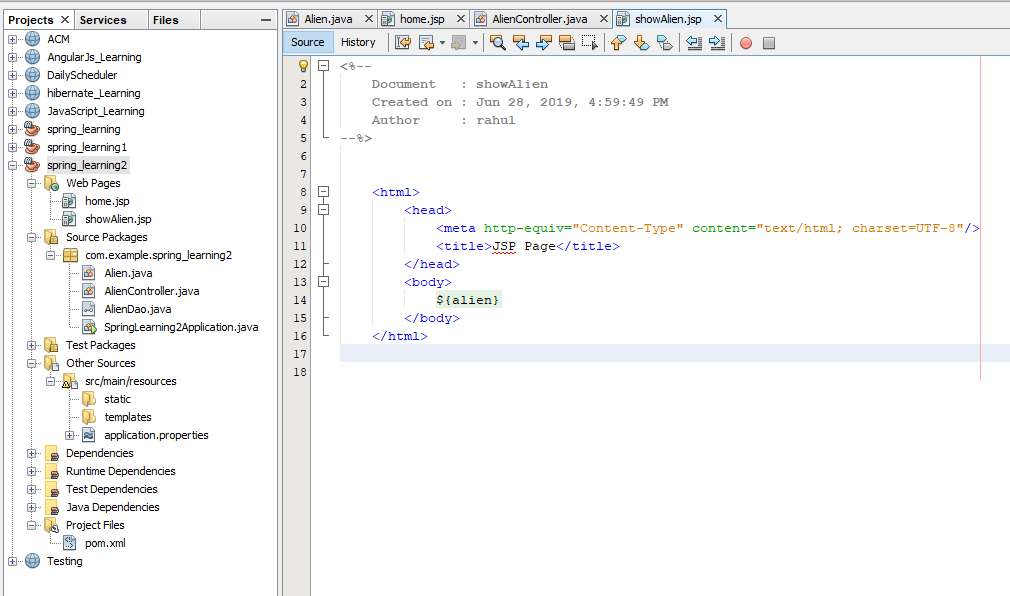 Projects Services Files
ACM
AngularJs_Learning
DailyScheduler
hibernate_Learning
JavaScript_Learning
spring_learning
spring_learning1
spring_learning2
Web Pages
home.jsp
showAlien.jsp
Source Packages
com.example.spring_learning2
Alien.java
AlienController.java
AlienDao.java
SpringLearning2Application.java
Test Packages
Other Sources
src/main/resources
static
templates
application.properties
Dependencies
Runtime Dependencies
Test Dependencies
Java Dependencies
Project Files
pom.xml
Testing
Alien.java home.jsp AlienController.java showAlien.jsp
Source History
<%--
2 Document : showAlien
3 Created on : Jun 28, 2019, 4:59:49 PM
4 Author : rahul
5 --%>
6
7
8 <html>
9 <head>
10 <meta http-equiv="Content-Type" content="text/html; charset=UTF-8"/>
11 <title>JSP Page</title>
12 </head>
13 <body>
14 ${alien}
15 </body>
16 </html>
17
18